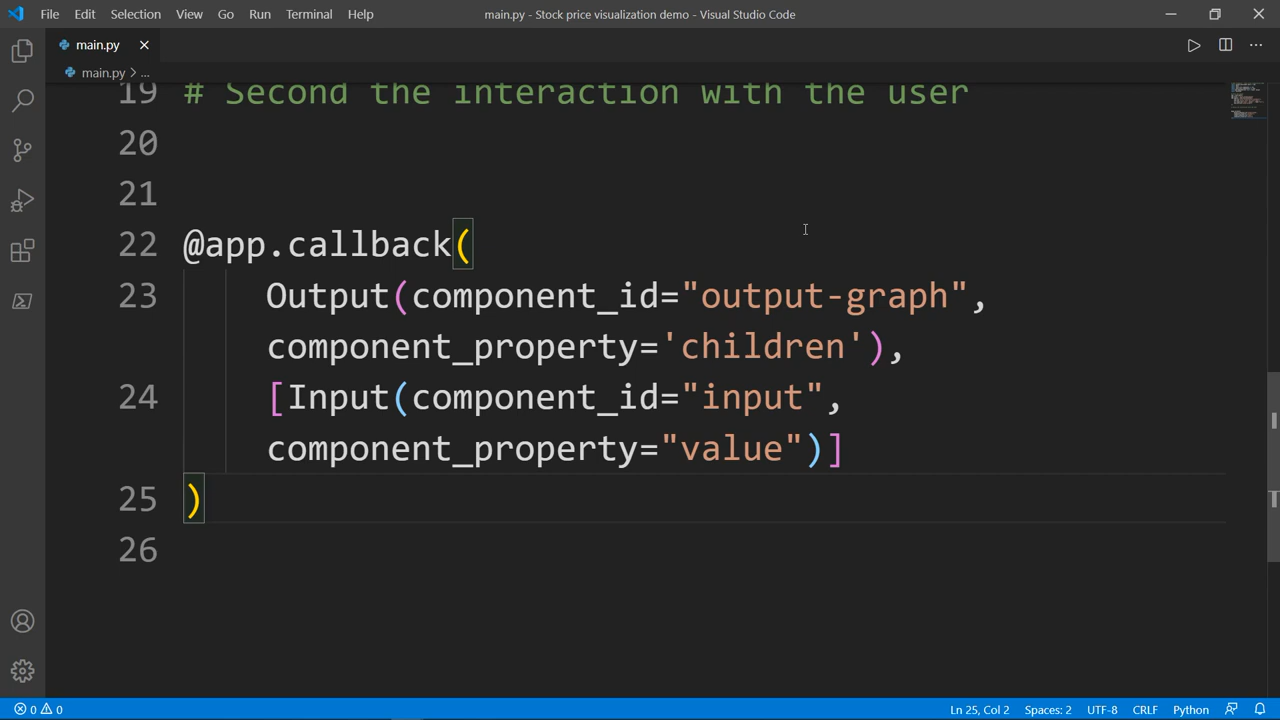 File Edit Selection View Go Run Terminal Help main.py - Stock price visualization demo - Visual Studio Code
main.py
main.py > ...
19 # Second the interaction with the user
20
21
22 @app.callback(
23 Output(component_id="output-graph",
component_property='children'),
24 [Input(component_id="input",
component_property="value")]
25 )
26
0 0 Ln 25, Col 2 Spaces: 2 UTF-8 CRLF Python